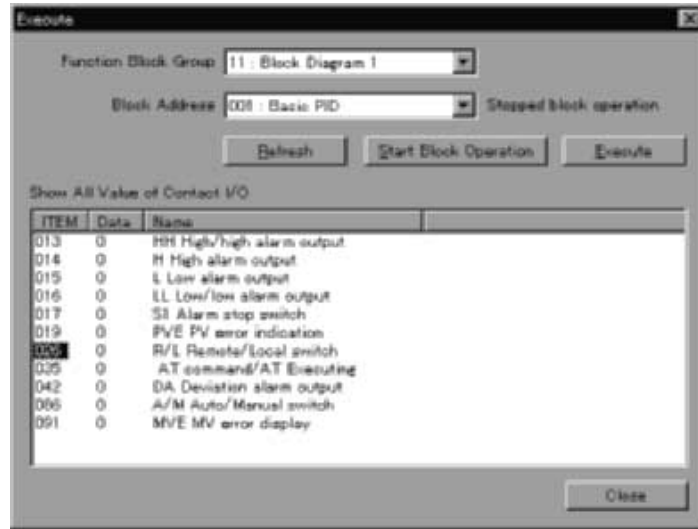 Execute
Function Block Group 11 : Block Diagram 1
Block Address 001 : Basic PID Stopped block operation
Refresh Start Block Operation Execute
Show All Value of Contact I/O
ITEM Data Name
013 0 HH High/high alarm output
014 0 H High alarm output
015 0 L Low alarm output
016 0 LL Low/low alarm output
017 0 S1 Alarm stop switch
019 0 PVE PV error indication
0 R/L Remote/Local switch
035 0 AT command/AT Executing
042 0 DA Deviation alarm output
086 0 A/M Auto/Manual switch
091 0 MVE MV error display
Close